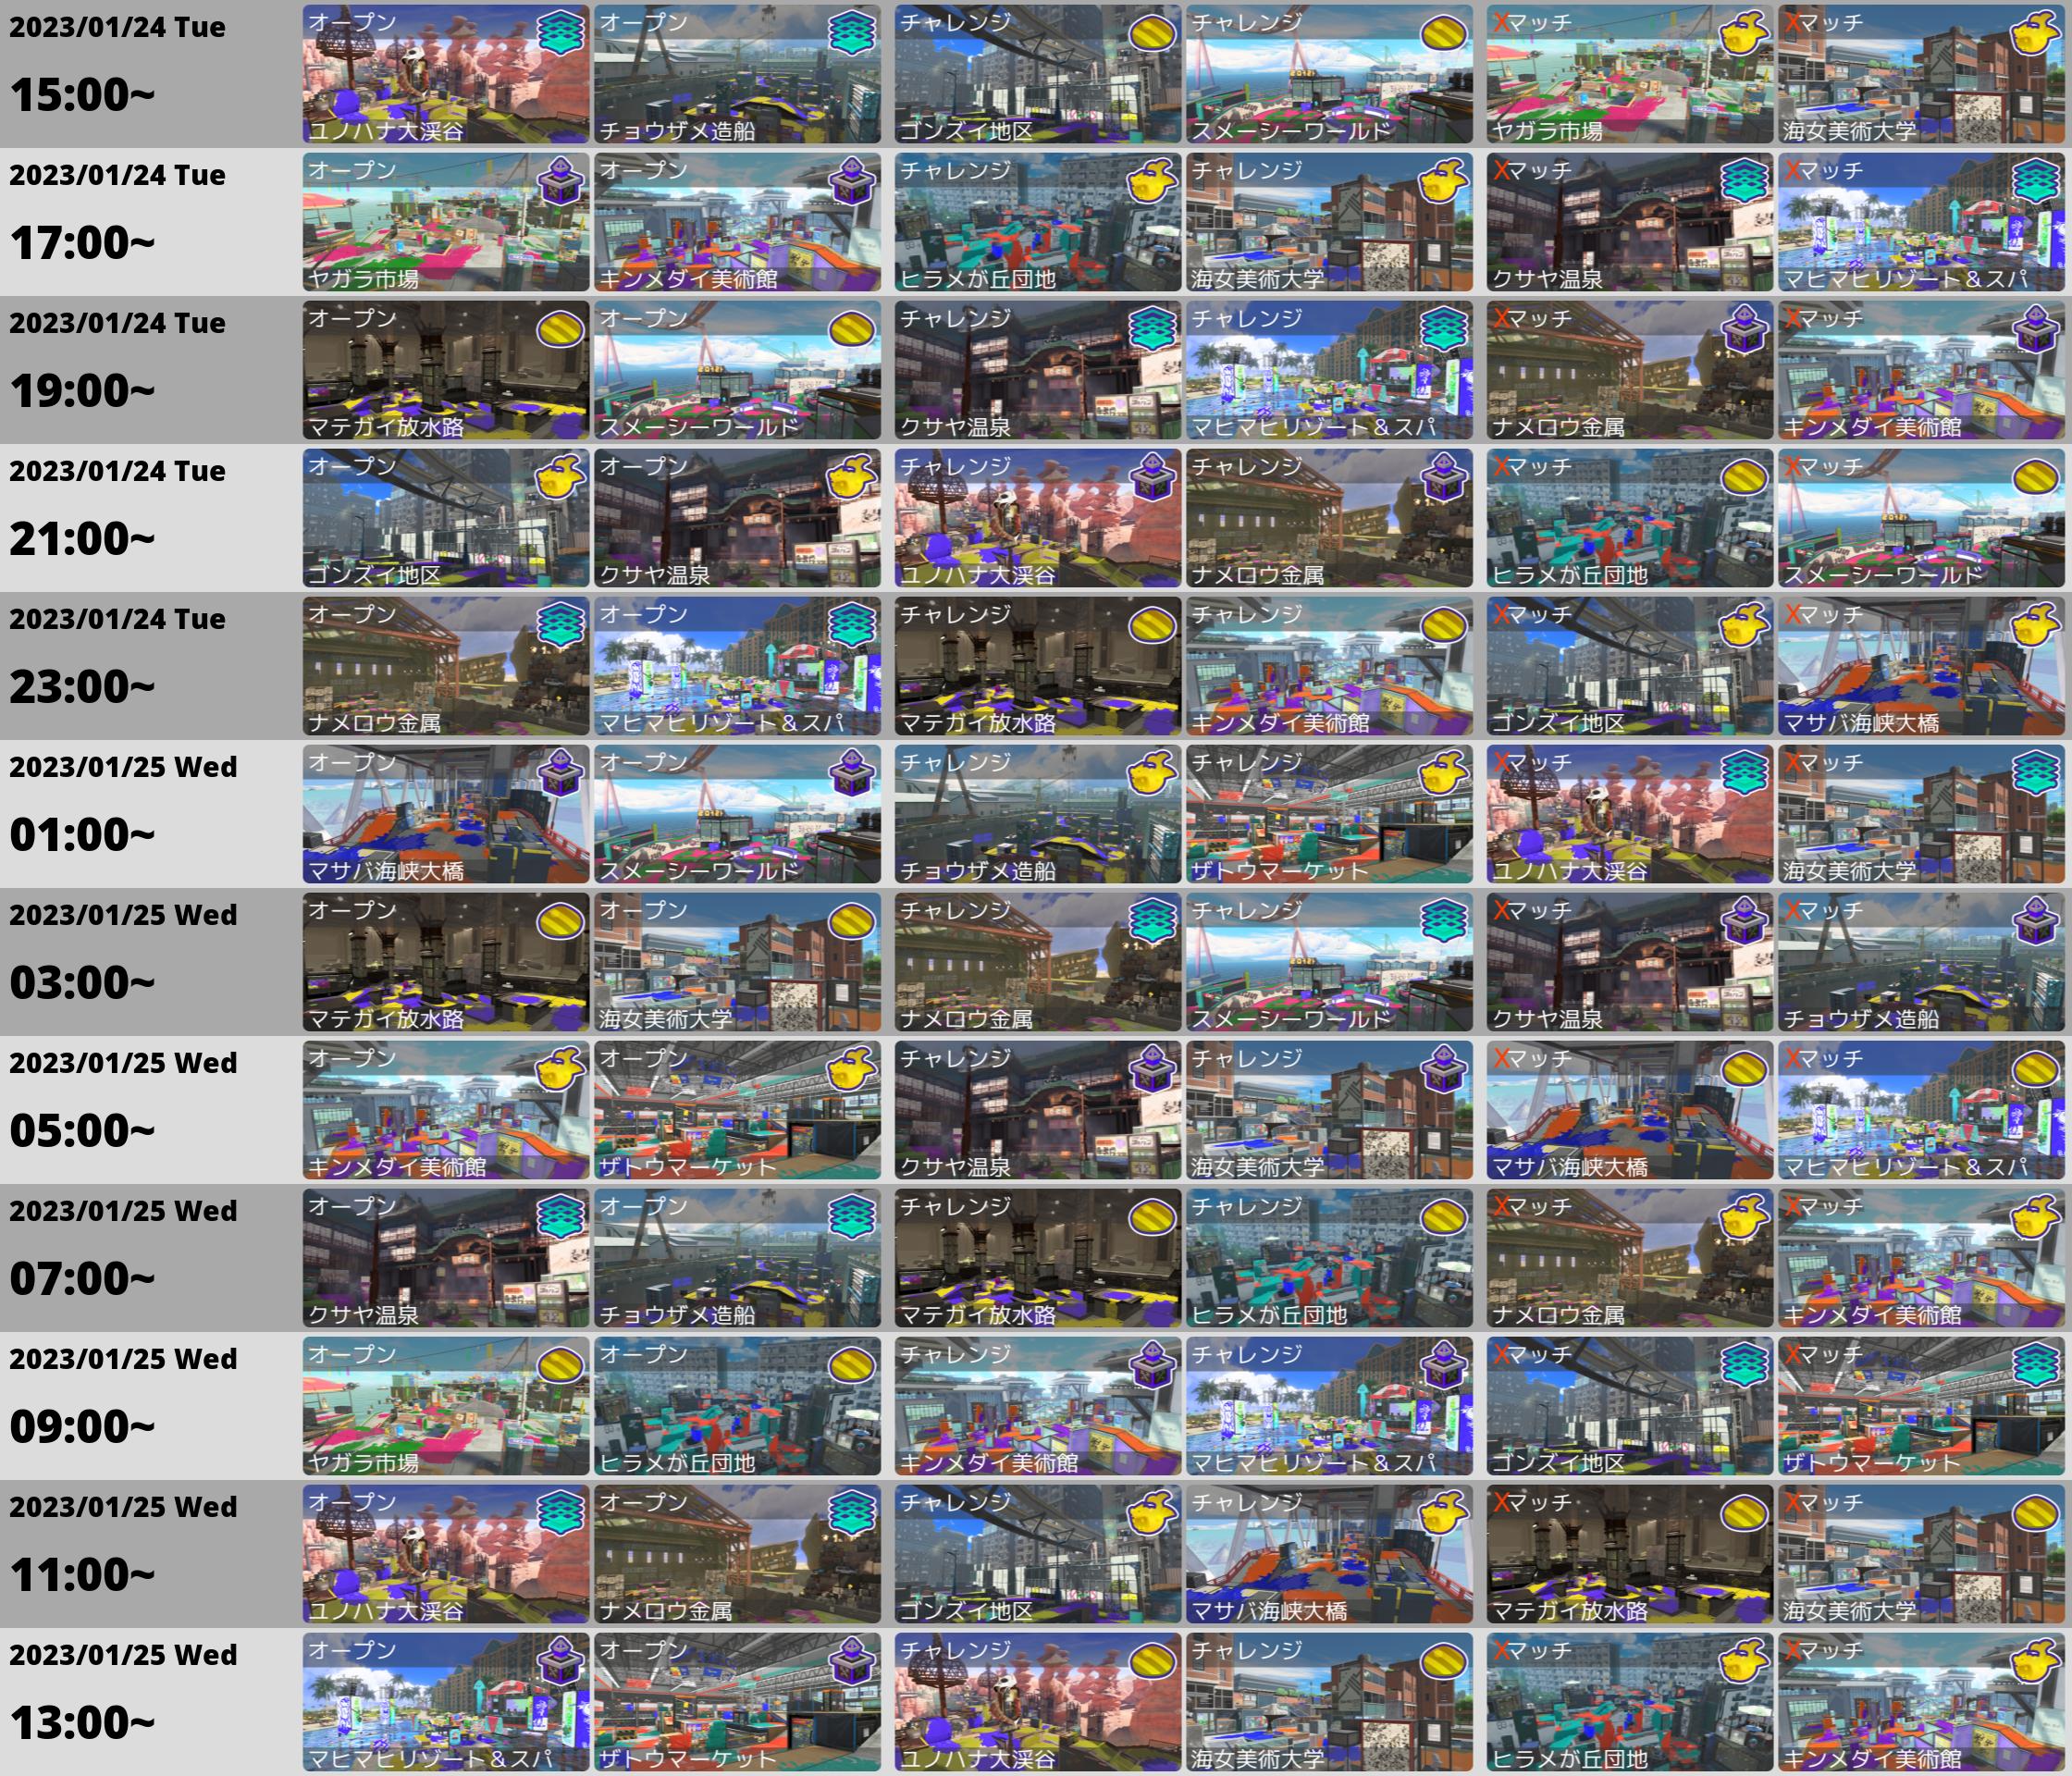 2023/01/24 Tue
15:00~
オープン オープン チャレンジ チャレンジ Xマッチ Xマッチ
ユノハナ大渓谷 チョウザメ造船 ゴンズイ地区 スメーシーワールド ヤガラ市場 海女美術大学
2023/01/24 Tue
17:00~
オープン オープン チャレンジ チャレンジ Xマッチ Xマッチ
ヤガラ市場 キンメダイ美術館 ヒラメが丘団地 海女美術大学 クサヤ温泉 マヒマヒリゾート＆スパ
2023/01/24 Tue
19:00~
オープン オープン チャレンジ チャレンジ Xマッチ Xマッチ
マテガイ放水路 スメーシーワールド クサヤ温泉 マヒマヒリゾート＆スパ ナメロウ金属 キンメダイ美術館
2023/01/24 Tue
21:00~
オープン オープン チャレンジ チャレンジ Xマッチ Xマッチ
ゴンズイ地区 クサヤ温泉 ユノハナ大渓谷 ナメロウ金属 ヒラメが丘団地 スメーシーワールド
2023/01/24 Tue
23:00~
オープン オープン チャレンジ チャレンジ Xマッチ Xマッチ
ナメロウ金属 マヒマヒリゾート＆スパ マテガイ放水路 キンメダイ美術館 ゴンズイ地区 マサバ海峡大橋
2023/01/25 Wed
01:00~
オープン オープン チャレンジ チャレンジ Xマッチ Xマッチ
マサバ海峡大橋 スメーシーワールド チョウザメ造船 ザトウマーケット ユノハナ大渓谷 海女美術大学
2023/01/25 Wed
03:00~
オープン オープン チャレンジ チャレンジ Xマッチ Xマッチ
マテガイ放水路 海女美術大学 ナメロウ金属 スメーシーワールド クサヤ温泉 チョウザメ造船
2023/01/25 Wed
05:00~
オープン オープン チャレンジ チャレンジ Xマッチ Xマッチ
キンメダイ美術館 ザトウマーケット クサヤ温泉 海女美術大学 マサバ海峡大橋 マヒマヒリゾート＆スパ
2023/01/25 Wed
07:00~
オープン オープン チャレンジ チャレンジ Xマッチ Xマッチ
クサヤ温泉 チョウザメ造船 マテガイ放水路 ヒラメが丘団地 ナメロウ金属 キンメダイ美術館
2023/01/25 Wed
09:00~
オープン オープン チャレンジ チャレンジ Xマッチ Xマッチ
ヤガラ市場 ヒラメが丘団地 キンメダイ美術館 マヒマヒリゾート＆スパ ゴンズイ地区 ザトウマーケット
2023/01/25 Wed
11:00~
オープン オープン チャレンジ チャレンジ Xマッチ Xマッチ
ユノハナ大渓谷 ナメロウ金属 ゴンズイ地区 マサバ海峡大橋 マテガイ放水路 海女美術大学
2023/01/25 Wed
13:00~
オープン オープン チャレンジ チャレンジ Xマッチ Xマッチ
マヒマヒリゾート＆スパ ザトウマーケット ユノハナ大渓谷 海女美術大学 ヒラメが丘団地 キンメダイ美術館